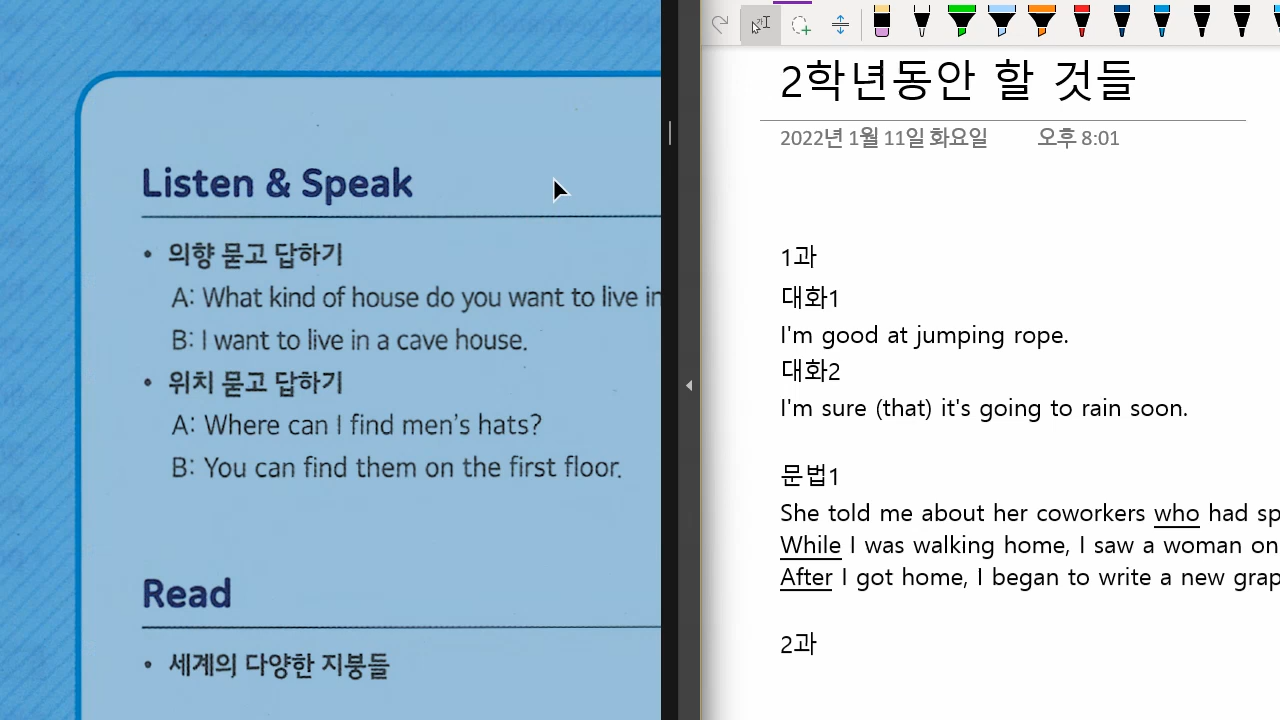 Listen & Speak
• 의향 묻고 답하기
A: What kind of house do you want to live in
B: I want to live in a cave house.
• 위치 묻고 답하기
A: Where can I find men's hats?
B: You can find them on the first floor.
Read
• 세계의 다양한 지붕들
2학년동안 할 것들
2022년 1월 11일 화요일 오후 8:01
1과
대화1
I'm good at jumping rope.
대화2
I'm sure (that) it's going to rain soon.
문법1
She told me about her coworkers who had sp
While I was walking home, I saw a woman on
After I got home, I began to write a new grap
2과